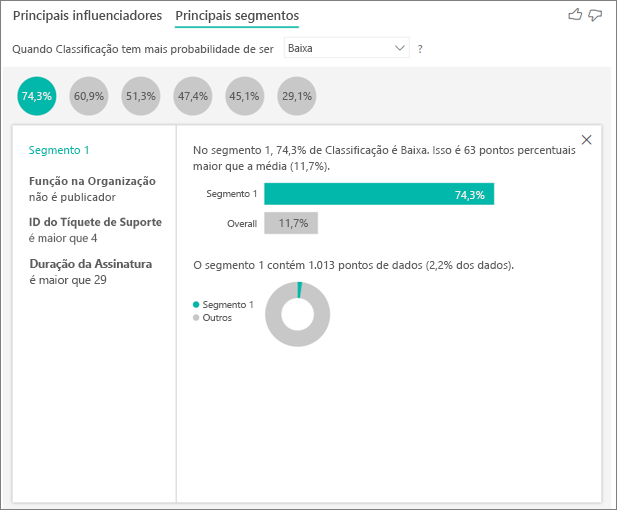 Principais influenciadores Principais segmentos
Quando Classificação tem mais probabilidade de ser Baixa ?
74,3% 60,9% 51,3% 47,4% 45,1% 29,1%
Segmento 1
Função na Organização
não é publicador
ID do Tíquete de Suporte
é maior que 4
Duração da Assinatura
é maior que 29
No segmento 1, 74,3% de Classificação é Baixa. Isso é 63 pontos percentuais
maior que a média (11,7%).
Segmento 1 74,3%
Overall 11,7%
O segmento 1 contém 1.013 pontos de dados (2,2% dos dados).
Segmento 1
Outros